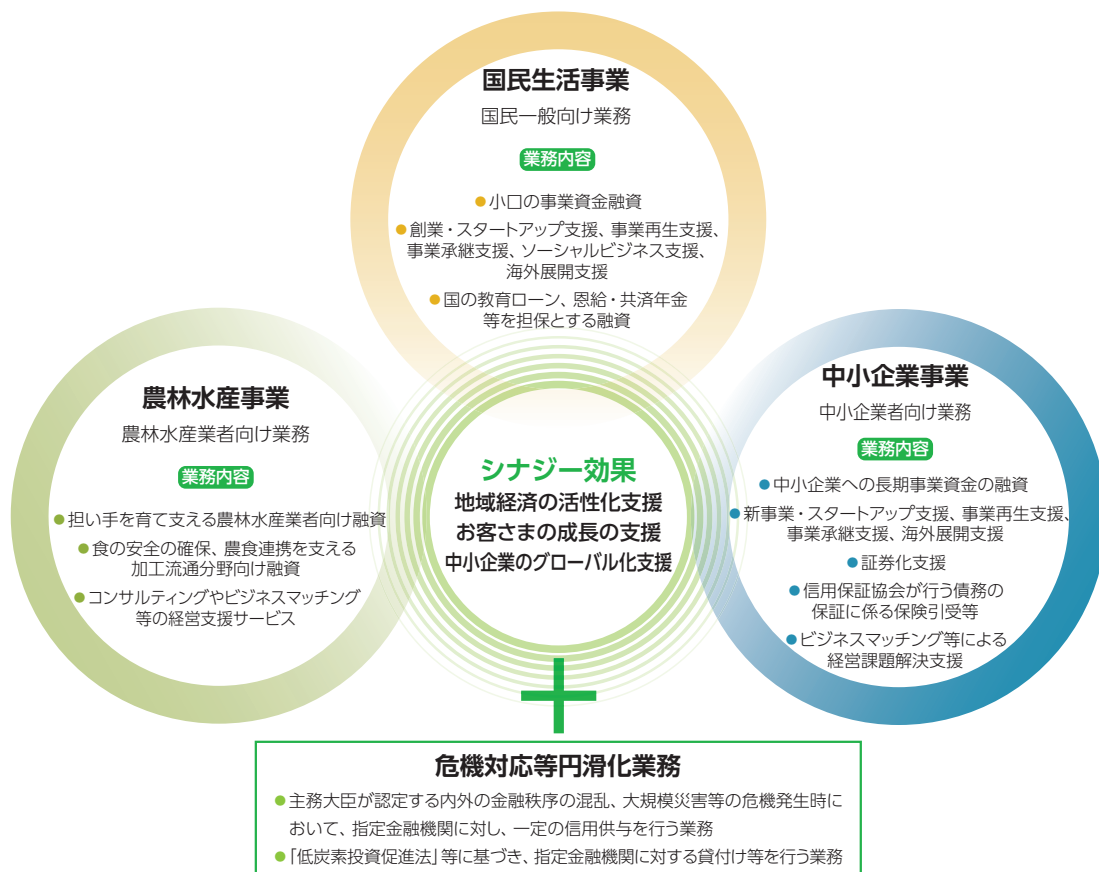 国民生活事業
国民一般向け業務
業務内容
●小口の事業資金融資
●創業・スタートアップ支援、事業再生支援、
事業承継支援、ソーシャルビジネス支援、
海外展開支援
●国の教育ローン、恩給・共済年金
等を担保とする融資
農林水産事業
農林水産業者向け業務
業務内容
●担い手を育て支える農林水産業者向け融資
●食の安全の確保、農食連携を支える
加工流通分野向け融資
●コンサルティングやビジネスマッチング
等の経営支援サービス
シナジー効果
地域経済の活性化支援
お客さまの成長の支援
中小企業のグローバル化支援
中小企業事業
中小企業者向け業務
業務内容
●中小企業への長期事業資金の融資
●新事業・スタートアップ支援、事業再生支援、
事業承継支援、海外展開支援
●証券化支援
●信用保証協会が行う債務の
保証に係る保険引受等
●ビジネスマッチング等による
経営課題解決支援
危機対応等円滑化業務
●主務大臣が認定する内外の金融秩序の混乱、大規模災害等の危機発生時に
おいて、指定金融機関に対し、一定の信用供与を行う業務
●「低炭素投資促進法」等に基づき、指定金融機関に対する貸付け等を行う業務